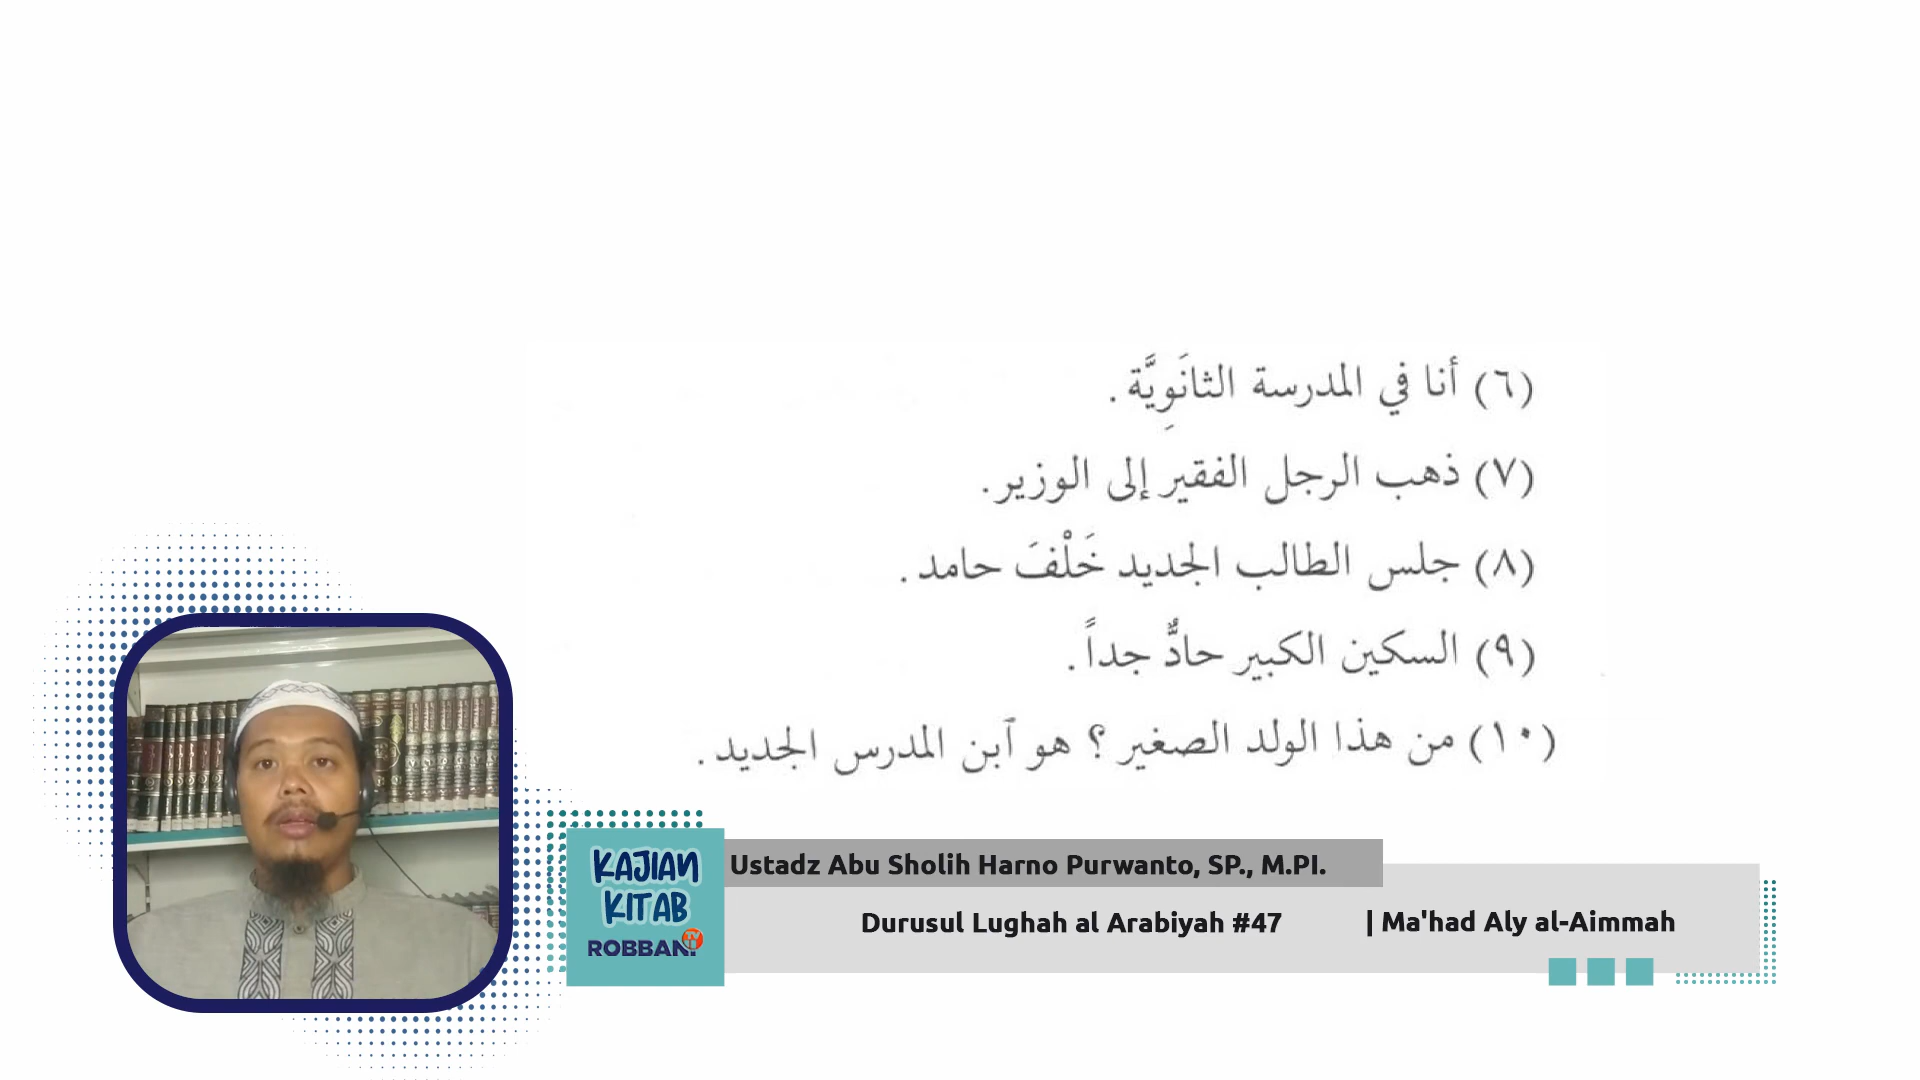 (٦) أنا في المدرسة الثانَوِيَّة .
(٧) ذهب الرجل الفقير إلى الوزير.
(٨) جلس الطالب الجديد خَلْفَ حامد .
(٩) السكين الكبير حادٌّ جداً .
(١٠) من هذا الولد الصغير ؟ هو ٱبن المدرس الجديد .
KAJIAN
KITAB
ROBBANI
TV
Ustadz Abu Sholih Harno Purwanto, SP., M.PI.
Durusul Lughah al Arabiyah #47 | Ma'had Aly al-Aimmah